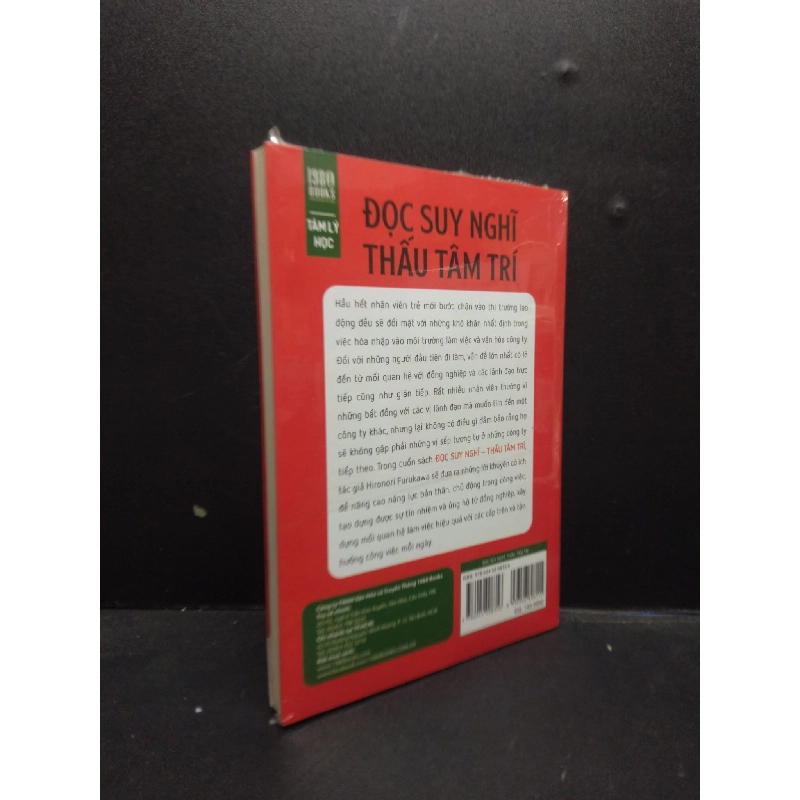 1980
BOOKS
TÂM LÝ
HỌC
ĐỌC SUY NGHĨ
THẤU TÂM TRÍ
Hầu hết nhân viên trẻ mới bước chân vào thị trường lao
động đều sẽ đối mặt với những khó khăn nhất định trong
việc hòa nhập vào môi trường làm việc và văn hóa công ty.
Đối với những người đầu tiên đi làm, vấn đề lớn nhất có lẽ
đến từ mối quan hệ với đồng nghiệp và các lãnh đạo trực
tiếp cũng như gián tiếp. Rất nhiều nhân viên thường vì
những bất đồng với các vị lãnh đạo mà muốn tìm đến một
công ty khác, nhưng lại không có điều gì đảm bảo rằng họ
sẽ không gặp phải những vị sếp tương tự ở những công ty
tiếp theo. Trong cuốn sách ĐỌC SUY NGHĨ – THẤU TÂM TRÍ,
tác giả Hironori Furukawa sẽ đưa ra những lời khuyên có ích
để nâng cao năng lực bản thân, chủ động trong công việc,
tạo dựng được sự tín nhiệm và ủng hộ từ đồng nghiệp, xây
dựng mối quan hệ làm việc hiệu quả với các cấp trên và tận
hưởng công việc mỗi ngày.